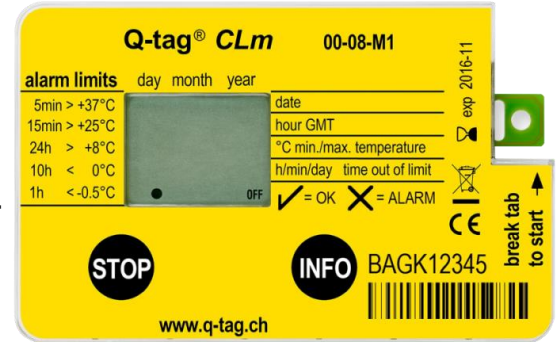 Q-tag® CLm 00-08-M1
alarm limits day month year
5min > +37°C
15min > +25°C
24h > +8°C
10h < 0°C
1h < -0.5°C
OFF
date
hour GMT
°C min./max. temperature
h/min/day time out of limit
✓ = OK ✗ = ALARM
exp 2016-11
CE
break tab
to start →
STOP
INFO
BAGK12345
www.q-tag.ch